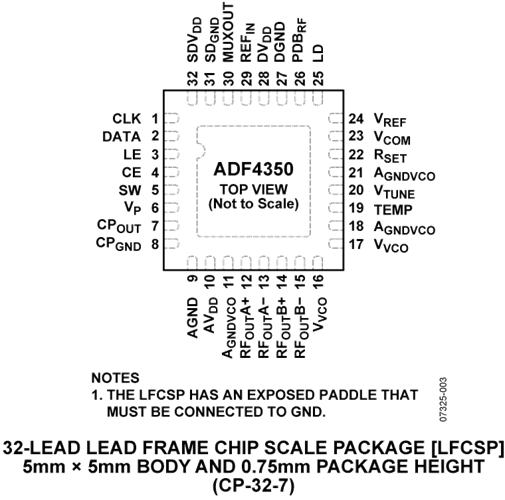 32 SDVDD
31 SDGND
30 MUXOUT
29 REFIN
28 DVDD
27 DGND
26 PDBRF
25 LD
CLK 1
DATA 2
LE 3
CE 4
SW 5
VP 6
CPOUT 7
CPGND 8
ADF4350
TOP VIEW
(Not to Scale)
24 VREF
23 VCOM
22 RSET
21 AGNDVCO
20 VTUNE
19 TEMP
18 AGNDVCO
17 VVCO
AGND 9
AVDD 10
AGNDVCO 11
RFOUTA+ 12
RFOUTA− 13
RFOUTB+ 14
RFOUTB− 15
VVCO 16
NOTES
1. THE LFCSP HAS AN EXPOSED PADDLE THAT
MUST BE CONNECTED TO GND.
07325-003
32-LEAD LEAD FRAME CHIP SCALE PACKAGE [LFCSP]
5mm × 5mm BODY AND 0.75mm PACKAGE HEIGHT
(CP-32-7)